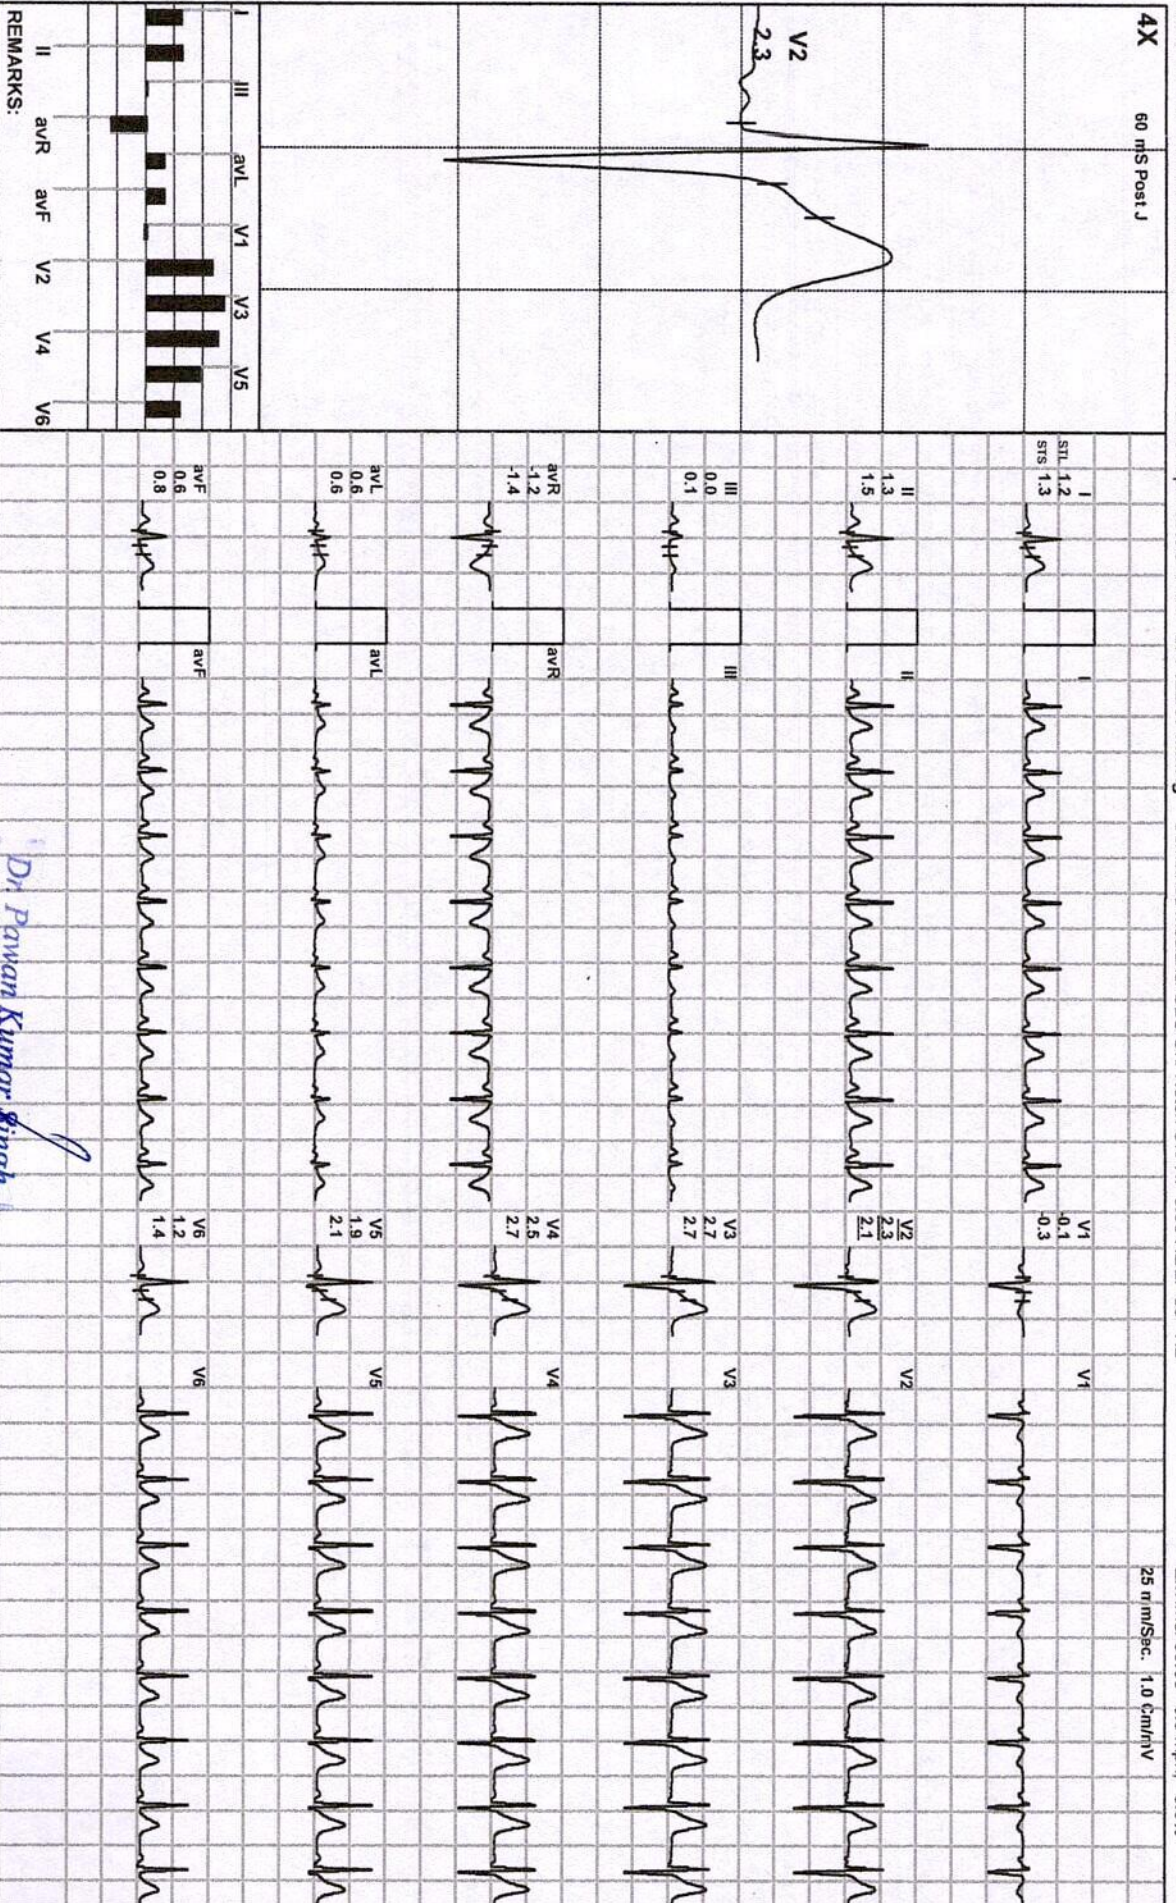 4X
60 mS Post J
25 mm/Sec. 1.0 Cm/mV
V2
2.3
I
STL 1.2
STS 1.3
I
V1
-0.1
-0.3
V1
II
1.3
1.5
II
V2
2.3
2.1
V2
III
0.0
0.1
III
V3
2.7
2.7
V3
avR
-1.2
-1.4
avR
V4
2.5
2.7
V4
avL
0.6
0.6
avL
V5
1.9
2.1
V5
avF
0.6
0.8
avF
V6
1.2
1.4
V6
I III avL V1 V3 V5
II avR avF V2 V4 V6
REMARKS:
Dr. Pawan Kumar Singh